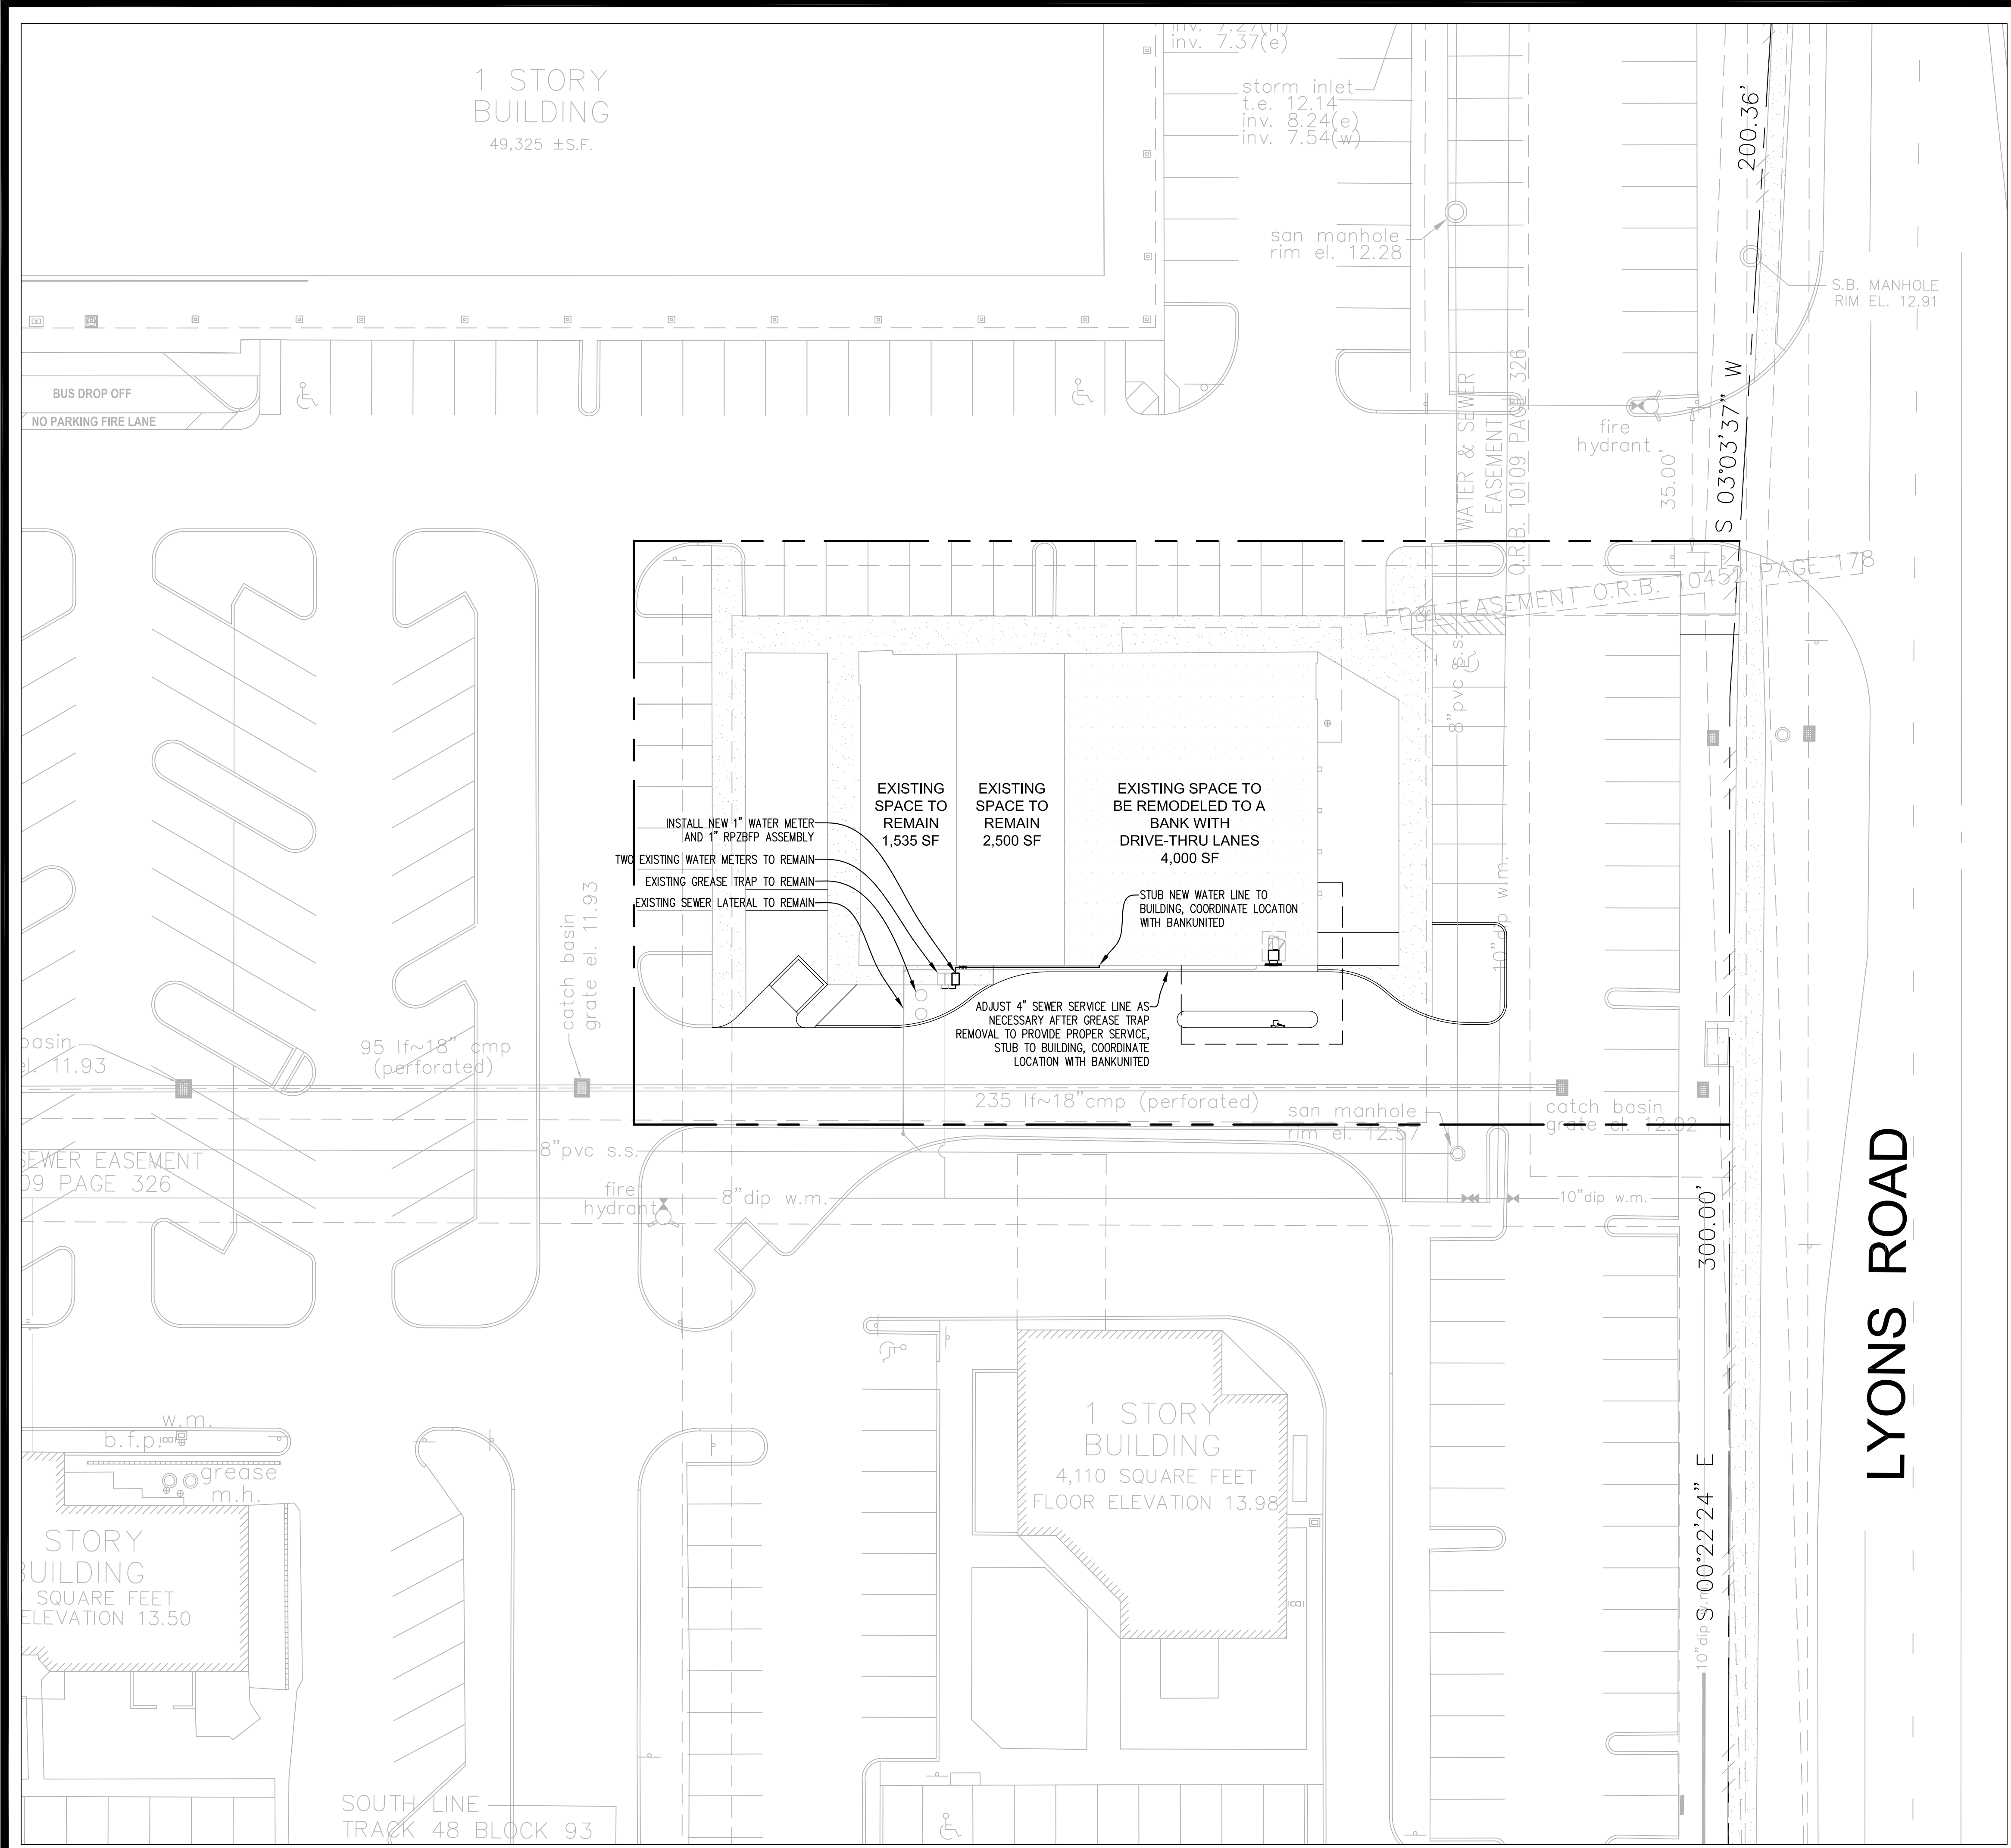 inv. 7.27(n)
inv. 7.37(e)
1 STORY
BUILDING
49,325 ±S.F.
storm inlet
t.e. 12.14
inv. 8.24(e)
inv. 7.54(w)
200.36'
san manhole
rim el. 12.28
S.B. MANHOLE
RIM EL. 12.91
BUS DROP OFF
NO PARKING FIRE LANE
WATER & SEWER
EASEMENT
O.R.B. 10109 PAGE 326
fire
hydrant
35.00'
S 03°03'37" W
FP&L EASEMENT O.R.B. 10452 PAGE 178
8"pvc s.s.
EXISTING
SPACE TO
REMAIN
1,535 SF
EXISTING
SPACE TO
REMAIN
2,500 SF
EXISTING SPACE TO
BE REMODELED TO A
BANK WITH
DRIVE-THRU LANES
4,000 SF
INSTALL NEW 1" WATER METER
AND 1" RPZBFP ASSEMBLY
TWO EXISTING WATER METERS TO REMAIN
EXISTING GREASE TRAP TO REMAIN
EXISTING SEWER LATERAL TO REMAIN
STUB NEW WATER LINE TO
BUILDING, COORDINATE LOCATION
WITH BANKUNITED
10" dip w.m.
catch basin
grate el. 11.93
ADJUST 4" SEWER SERVICE LINE AS
NECESSARY AFTER GREASE TRAP
REMOVAL TO PROVIDE PROPER SERVICE,
STUB TO BUILDING, COORDINATE
LOCATION WITH BANKUNITED
basin
el. 11.93
95 lf~18" cmp
(perforated)
235 lf~18"cmp (perforated)
san manhole
rim el. 12.57
catch basin
grate el. 12.02
8"pvc s.s.
SEWER EASEMENT
09 PAGE 326
fire
hydrant
8"dip w.m.
10"dip w.m.
300.00'
LYONS ROAD
w.m.
b.f.p.
grease
m.h.
1 STORY
BUILDING
4,110 SQUARE FEET
FLOOR ELEVATION 13.98
STORY
BUILDING
SQUARE FEET
ELEVATION 13.50
S 00°22'24" E
10"dip w.m.
SOUTH LINE
TRACK 48 BLOCK 93